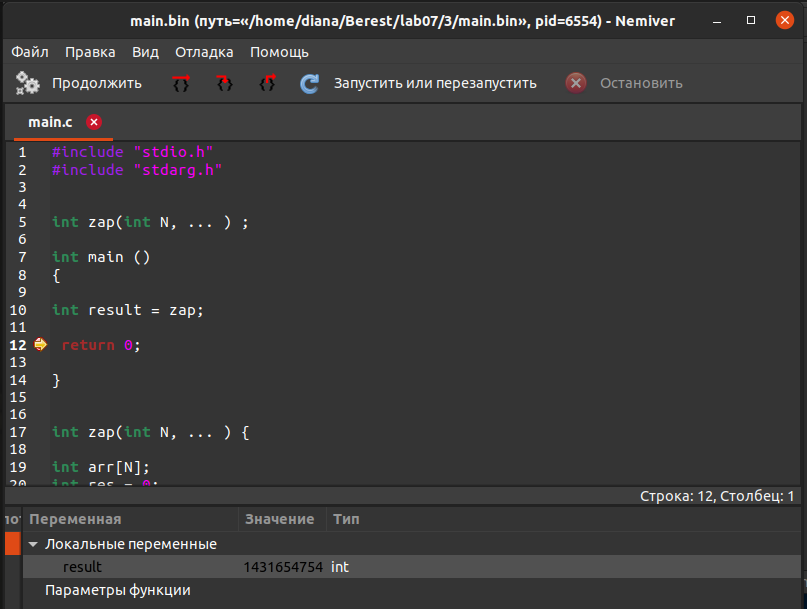 main.bin (путь=«/home/diana/Berest/lab07/3/main.bin», pid=6554) - Nemiver
Файл Правка Вид Отладка Помощь
Продолжить Запустить или перезапустить Остановить
main.c
1 #include "stdio.h"
2 #include "stdarg.h"
3
4
5 int zap(int N, ... ) ;
6
7 int main ()
8 {
9
10 int result = zap;
11
12 return 0;
13
14 }
15
16
17 int zap(int N, ... ) {
18
19 int arr[N];
20 int res = 0;
Строка: 12, Столбец: 1
Переменная Значение Тип
Локальные переменные
result 1431654754 int
Параметры функции